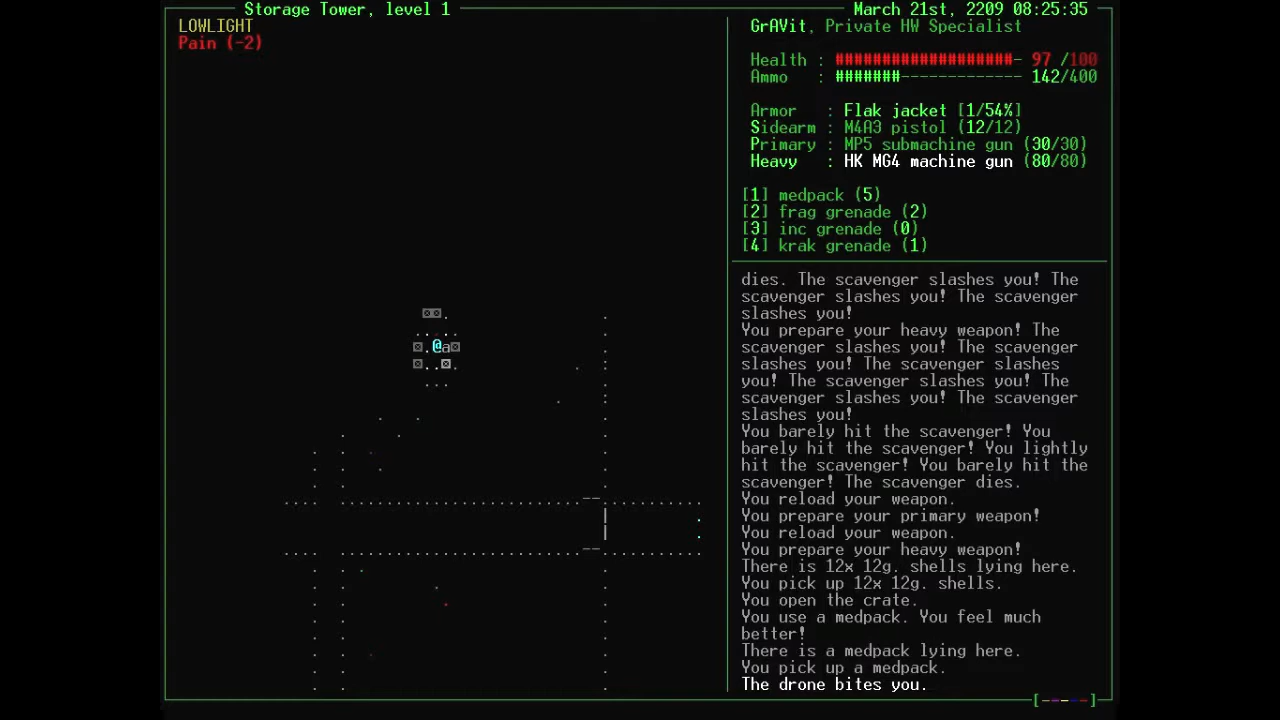 Storage Tower, level 1
March 21st, 2209 08:25:35
LOWLIGHT
Pain (-2)
GrAVit, Private HW Specialist
Health : ###################- 97 /100
Ammo : #######------------- 142/400
Armor : Flak jacket [1/54%]
Sidearm : M4A3 pistol (12/12)
Primary : MP5 submachine gun (30/30)
Heavy : HK MG4 machine gun (80/80)
[1] medpack (5)
[2] frag grenade (2)
[3] inc grenade (0)
[4] krak grenade (1)
dies. The scavenger slashes you! The
scavenger slashes you! The scavenger
slashes you!
You prepare your heavy weapon! The
scavenger slashes you! The scavenger
slashes you! The scavenger slashes
you! The scavenger slashes you! The
scavenger slashes you! The scavenger
slashes you!
You barely hit the scavenger! You
barely hit the scavenger! You lightly
hit the scavenger! You barely hit the
scavenger! The scavenger dies.
You reload your weapon.
You prepare your primary weapon!
You reload your weapon.
You prepare your heavy weapon!
There is 12x 12g. shells lying here.
You pick up 12x 12g. shells.
You open the crate.
You use a medpack. You feel much
better!
There is a medpack lying here.
You pick up a medpack.
The drone bites you.
@a
[-----]